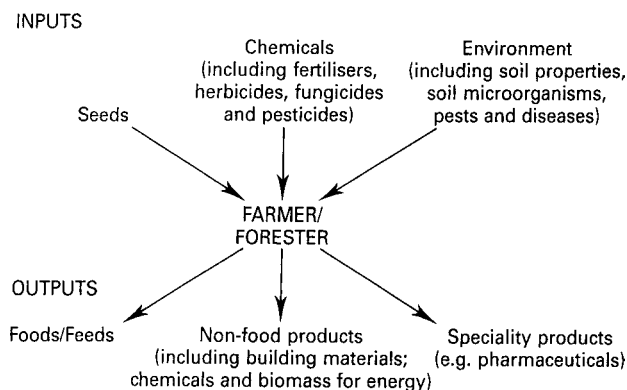 INPUTS
Chemicals
(including fertilisers,
herbicides, fungicides
and pesticides)
Environment
(including soil properties,
soil microorganisms,
pests and diseases)
Seeds
FARMER/
FORESTER
OUTPUTS
Foods/Feeds
Non-food products
(including building materials;
chemicals and biomass for energy)
Speciality products
(e.g. pharmaceuticals)